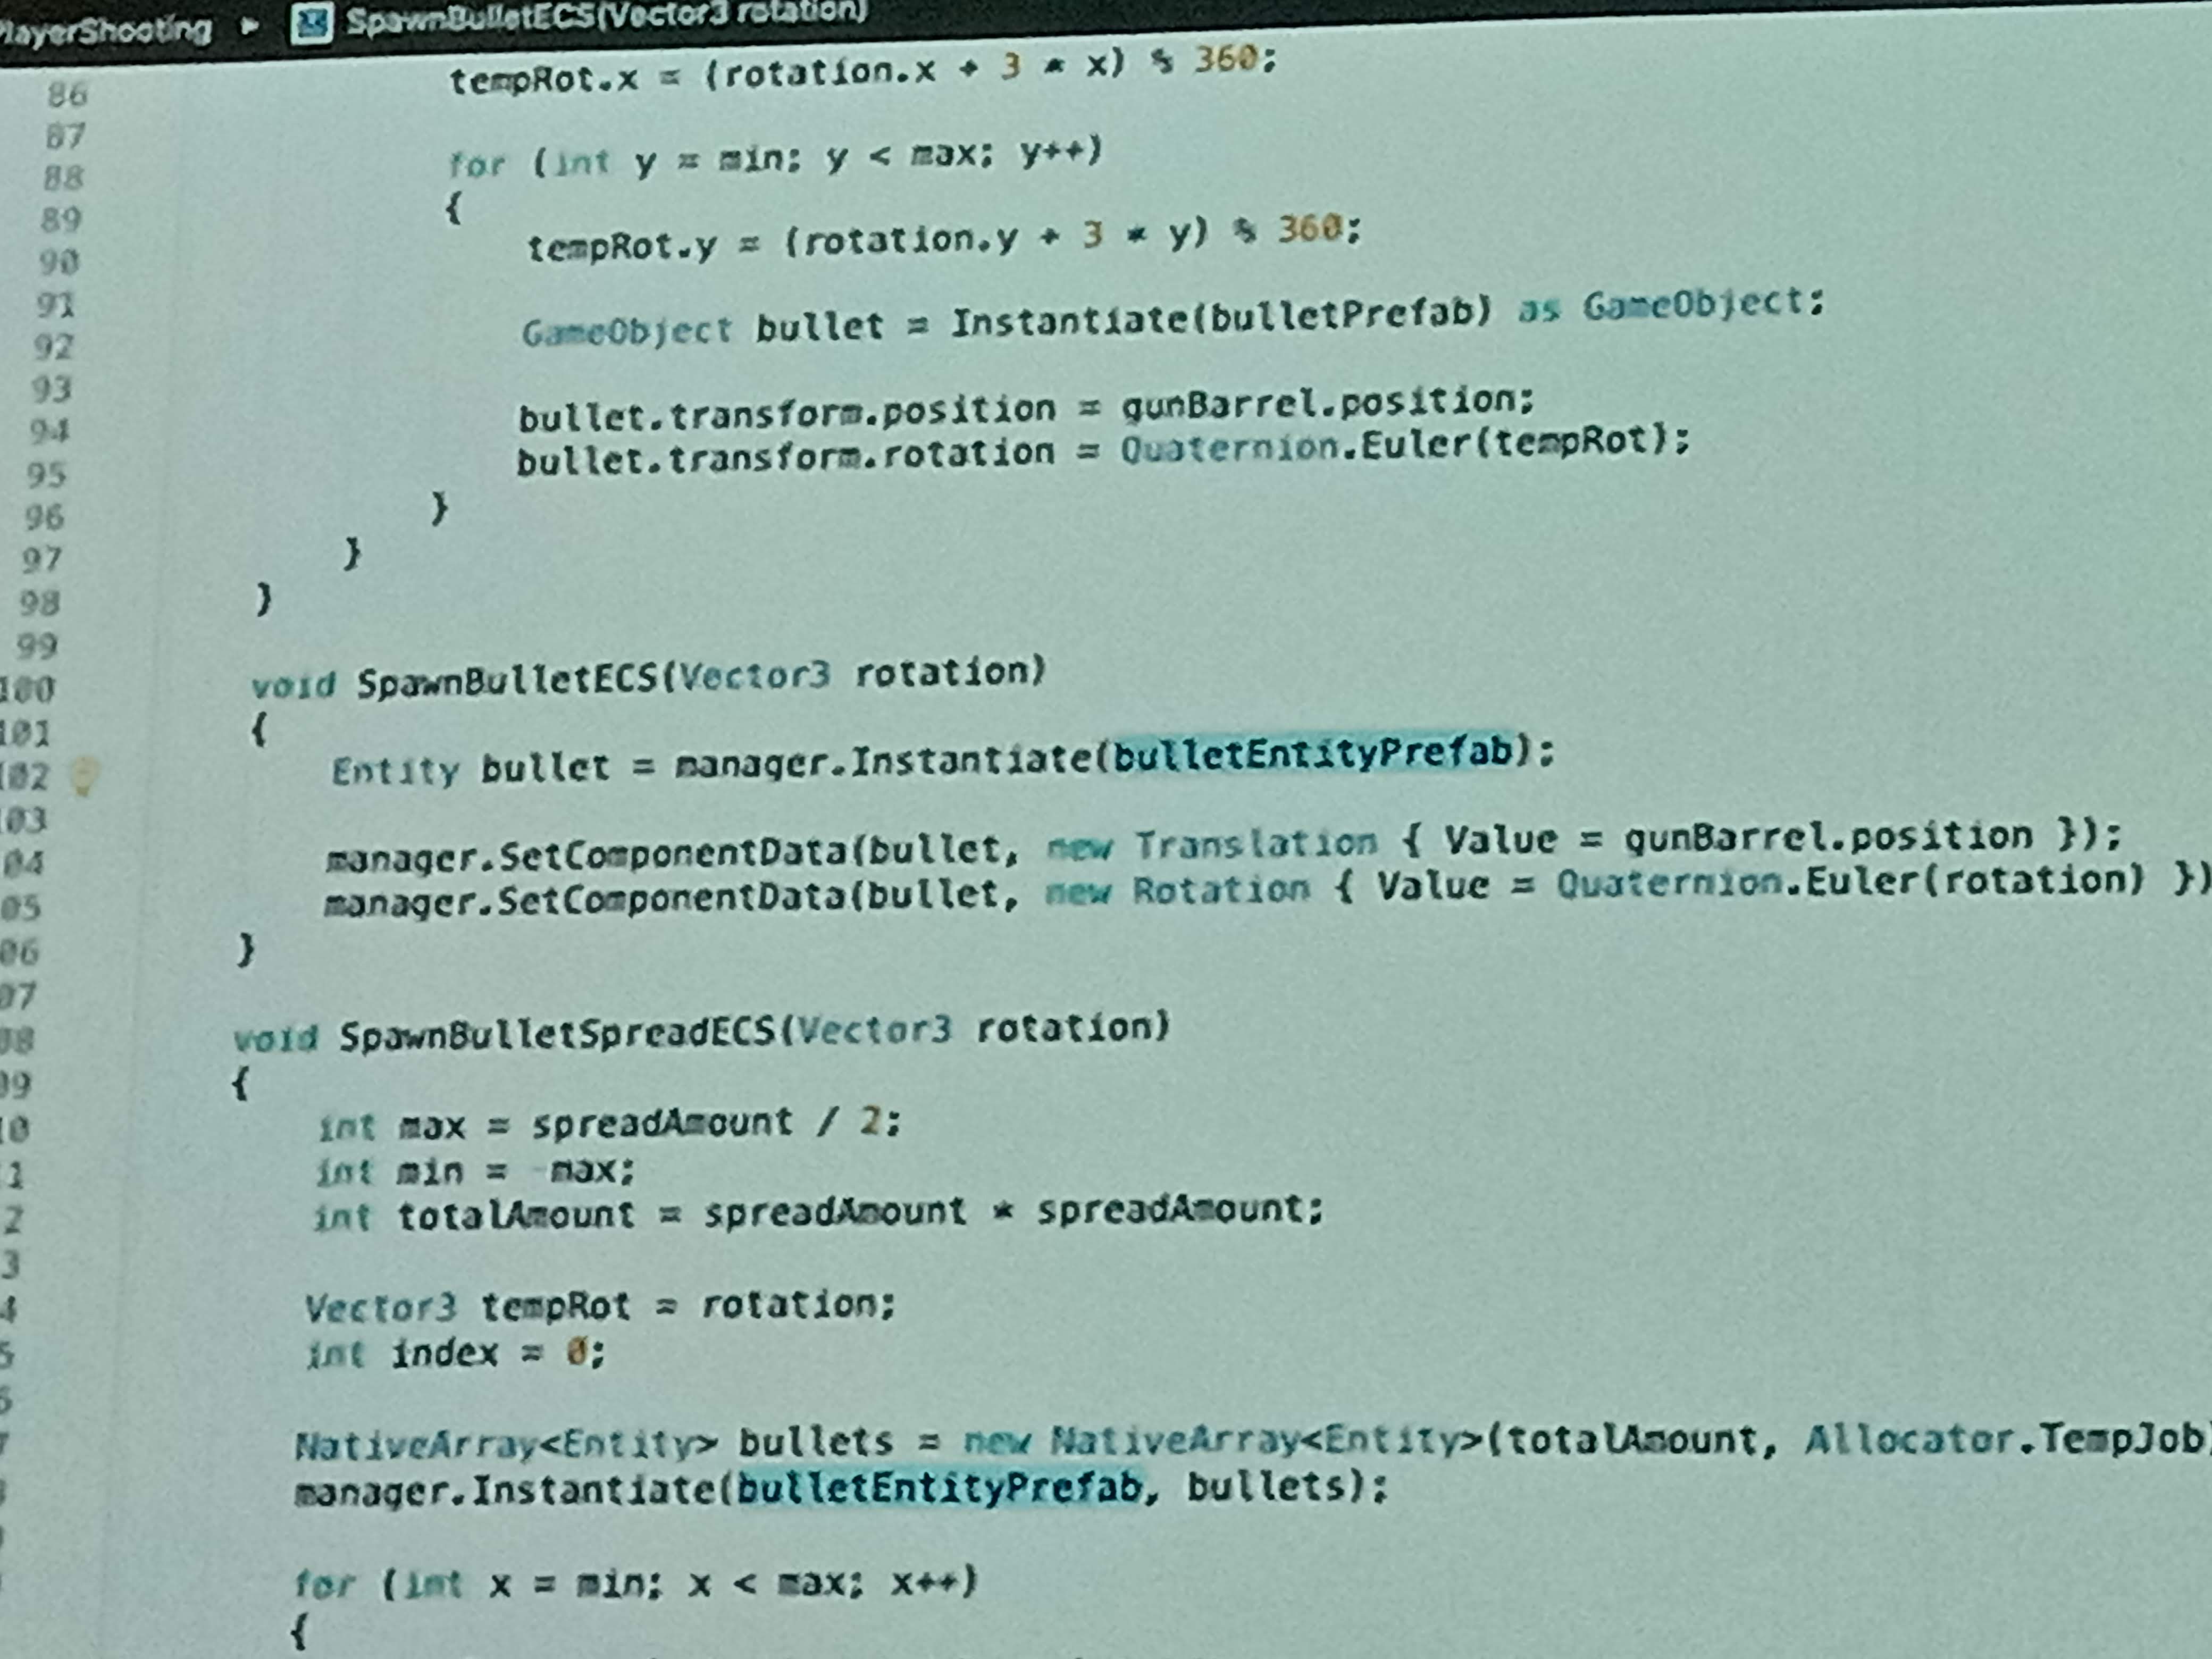 PlayerShooting ▸ SpawnBulletECS(Vector3 rotation)
86 tempRot.x = (rotation.x + 3 * x) % 360;
87
88 for (int y = min; y < max; y++)
89 {
90 tempRot.y = (rotation.y + 3 * y) % 360;
91
92 GameObject bullet = Instantiate(bulletPrefab) as GameObject;
93
94 bullet.transform.position = gunBarrel.position;
95 bullet.transform.rotation = Quaternion.Euler(tempRot);
96 }
97 }
98 }
99
100 void SpawnBulletECS(Vector3 rotation)
101 {
102 Entity bullet = manager.Instantiate(bulletEntityPrefab);
103
04 manager.SetComponentData(bullet, new Translation { Value = gunBarrel.position });
05 manager.SetComponentData(bullet, new Rotation { Value = Quaternion.Euler(rotation) })
06 }
07
08 void SpawnBulletSpreadECS(Vector3 rotation)
09 {
10 int max = spreadAmount / 2;
1 int min = -max;
2 int totalAmount = spreadAmount * spreadAmount;
3
4 Vector3 tempRot = rotation;
5 int index = 0;
6
7 NativeArray<Entity> bullets = new NativeArray<Entity>(totalAmount, Allocator.TempJob)
manager.Instantiate(bulletEntityPrefab, bullets);
for (int x = min; x < max; x++)
{